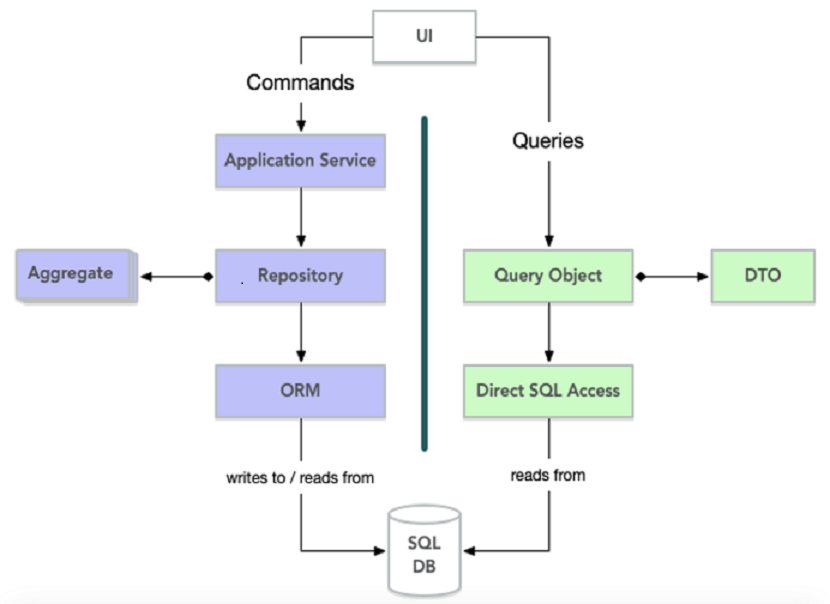 UI
Commands
Queries
Application Service
Aggregate
Repository
Query Object
DTO
ORM
Direct SQL Access
writes to / reads from
reads from
SQL
DB